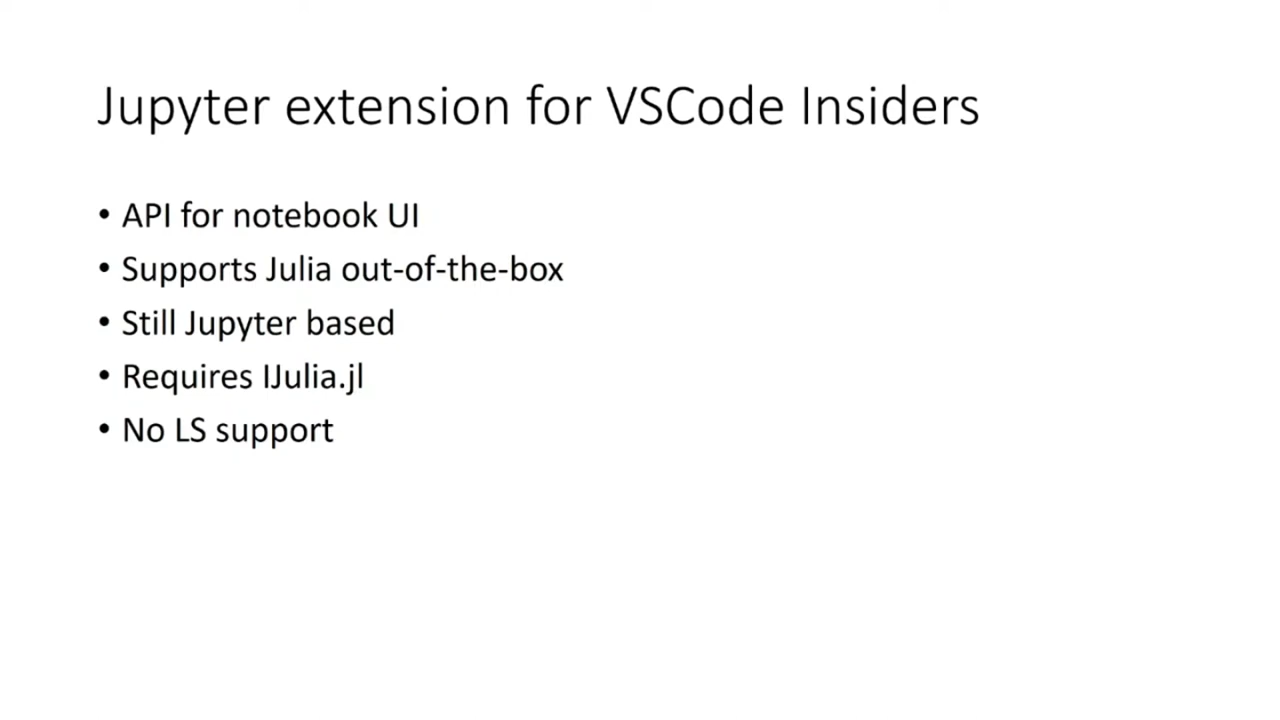 Jupyter extension for VSCode Insiders
• API for notebook UI
• Supports Julia out-of-the-box
• Still Jupyter based
• Requires IJulia.jl
• No LS support